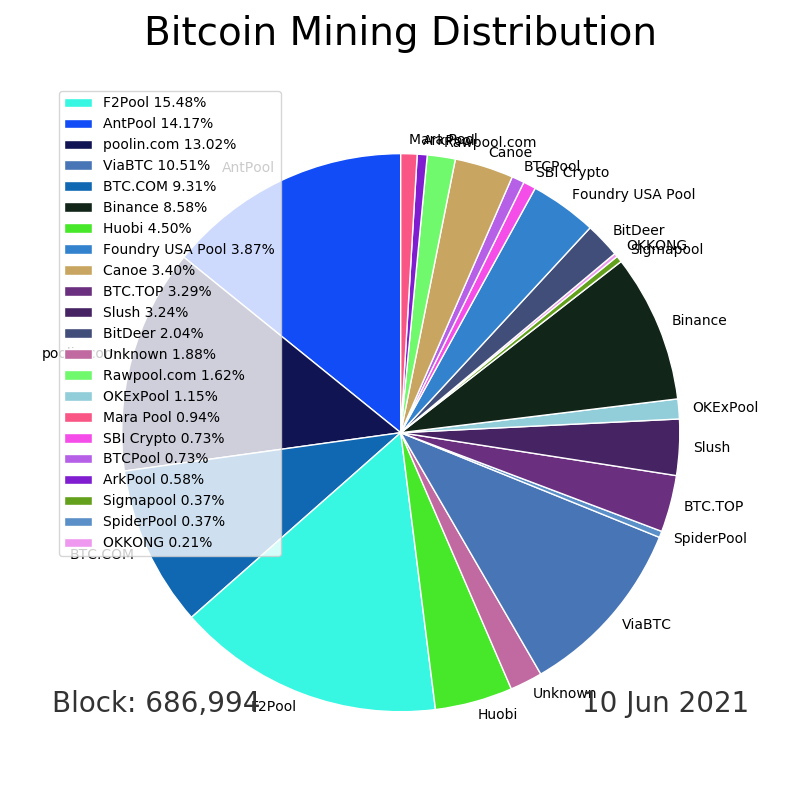 Bitcoin Mining Distribution
F2Pool 15.48%
AntPool 14.17%
poolin.com 13.02%
ViaBTC 10.51%
BTC.COM 9.31%
Binance 8.58%
Huobi 4.50%
Foundry USA Pool 3.87%
Canoe 3.40%
BTC.TOP 3.29%
Slush 3.24%
BitDeer 2.04%
Unknown 1.88%
Rawpool.com 1.62%
OKExPool 1.15%
Mara Pool 0.94%
SBI Crypto 0.73%
BTCPool 0.73%
ArkPool 0.58%
Sigmapool 0.37%
SpiderPool 0.37%
OKKONG 0.21%
Mara Pool
ArkPool
Rawpool.com
Canoe
BTCPool
SBI Crypto
Foundry USA Pool
BitDeer
OKKONG
Sigmapool
Binance
OKExPool
Slush
BTC.TOP
SpiderPool
ViaBTC
Unknown
Huobi
F2Pool
BTC.COM
poolin.com
AntPool
Block: 686,994
10 Jun 2021